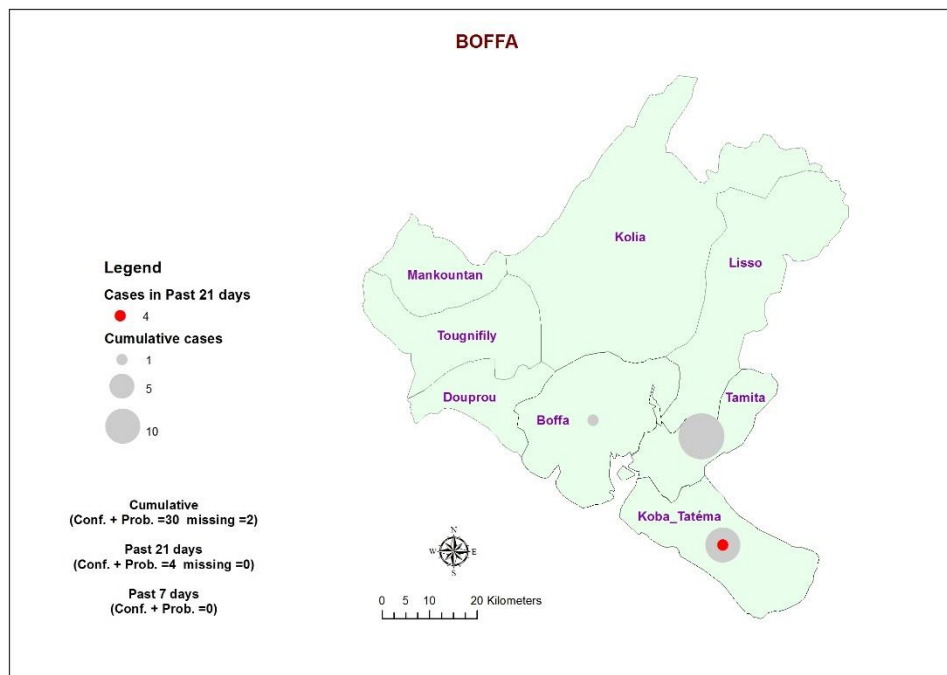 BOFFA
Kolia
Lisso
Mankountan
Tougnifily
Douprou
Boffa
Tamita
Koba_Tatéma
Legend
Cases in Past 21 days
4
Cumulative cases
1
5
10
Cumulative
(Conf. + Prob. =30 missing =2)
Past 21 days
(Conf. + Prob. =4 missing =0)
Past 7 days
(Conf. + Prob. =0)
N
W E
S
0 5 10 20 Kilometers